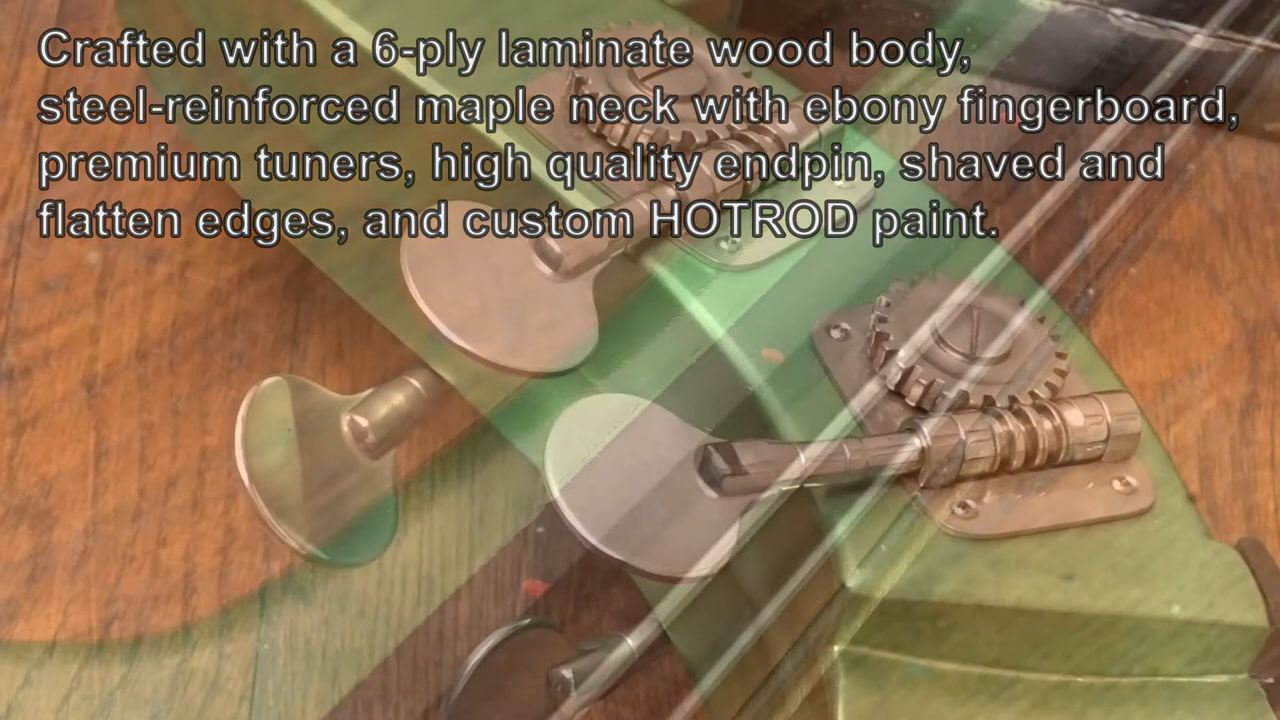 Crafted with a 6-ply laminate wood body,
steel-reinforced maple neck with ebony fingerboard,
premium tuners, high quality endpin, shaved and
flatten edges, and custom HOTROD paint.